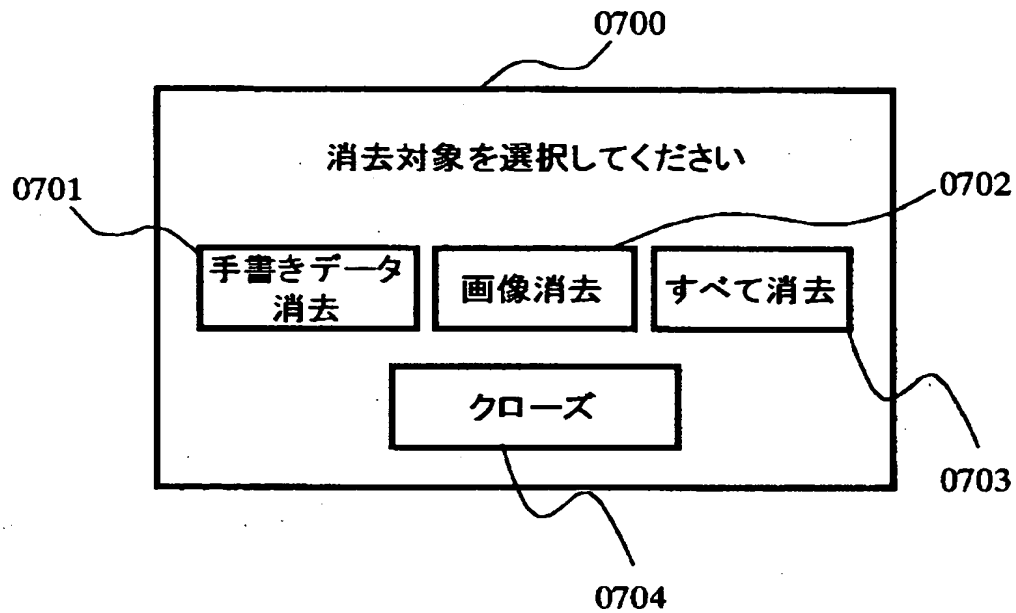 0700
消去対象を選択してください
0701
0702
手書きデータ
消去
画像消去
すべて消去
クローズ
0703
0704